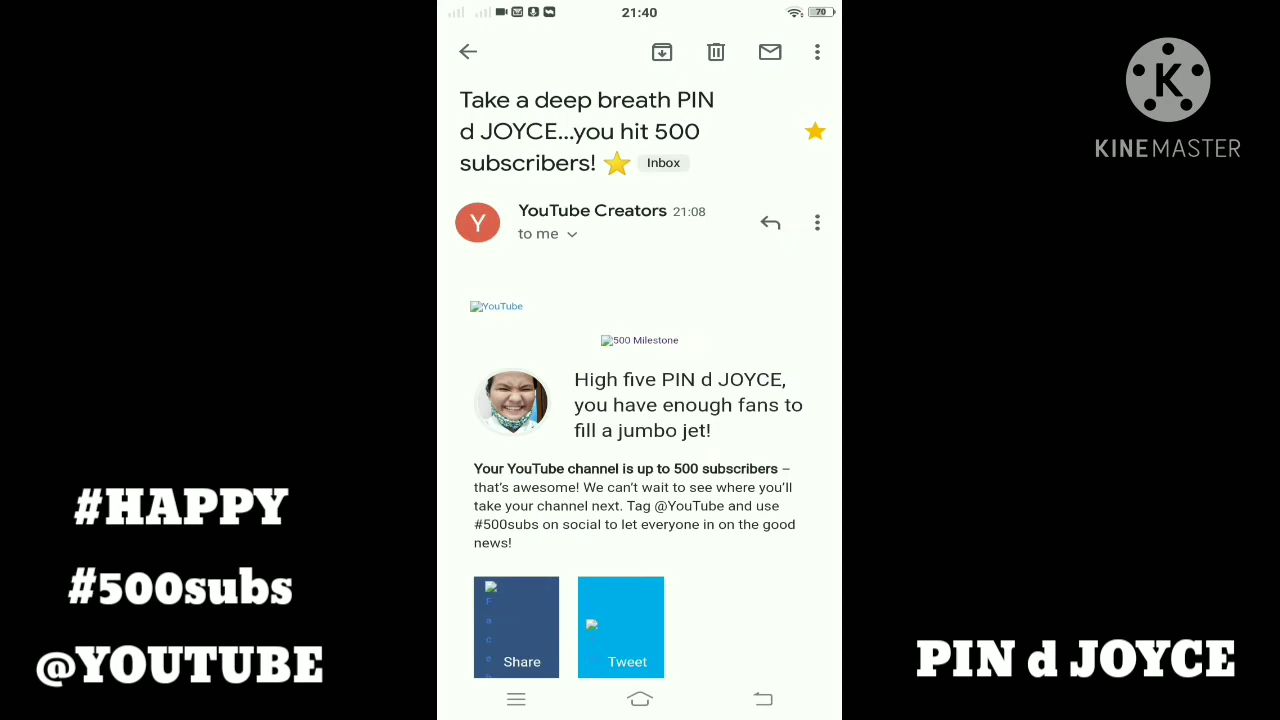 21:40
70
Take a deep breath PIN
d JOYCE...you hit 500
subscribers! ⭐ Inbox
Y
YouTube Creators 21:08
to me
YouTube
500 Milestone
High five PIN d JOYCE,
you have enough fans to
fill a jumbo jet!
Your YouTube channel is up to 500 subscribers –
that's awesome! We can't wait to see where you'll
take your channel next. Tag @YouTube and use
#500subs on social to let everyone in on the good
news!
F
a
c
e
b
Share
Tweet
K
KINEMASTER
#HAPPY
#500subs
@YOUTUBE
PIN d JOYCE